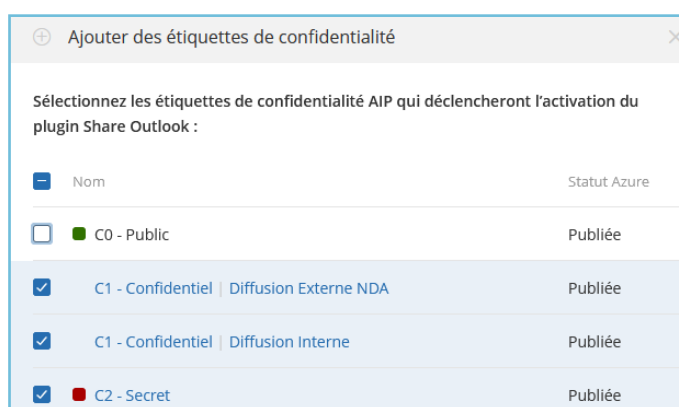 Ajouter des étiquettes de confidentialité
Sélectionnez les étiquettes de confidentialité AIP qui déclencheront l’activation du
plugin Share Outlook :
Nom Statut Azure
C0 - Public Publiée
C1 - Confidentiel | Diffusion Externe NDA Publiée
C1 - Confidentiel | Diffusion Interne Publiée
C2 - Secret Publiée